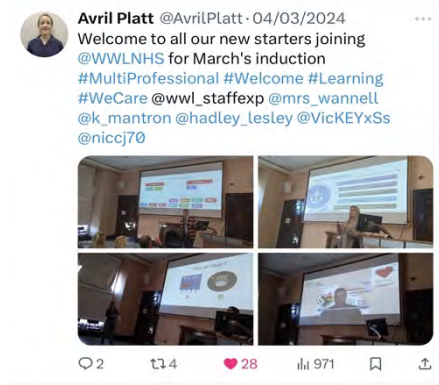 Avril Platt @AvrilPlatt · 04/03/2024
Welcome to all our new starters joining
@WWLNHS for March's induction
#MultiProfessional #Welcome #Learning
#WeCare @wwl_staffexp @mrs_wannell
@k_mantron @hadley_lesley @VicKEYxSs
@niccj70
A
B
2 4 28 971